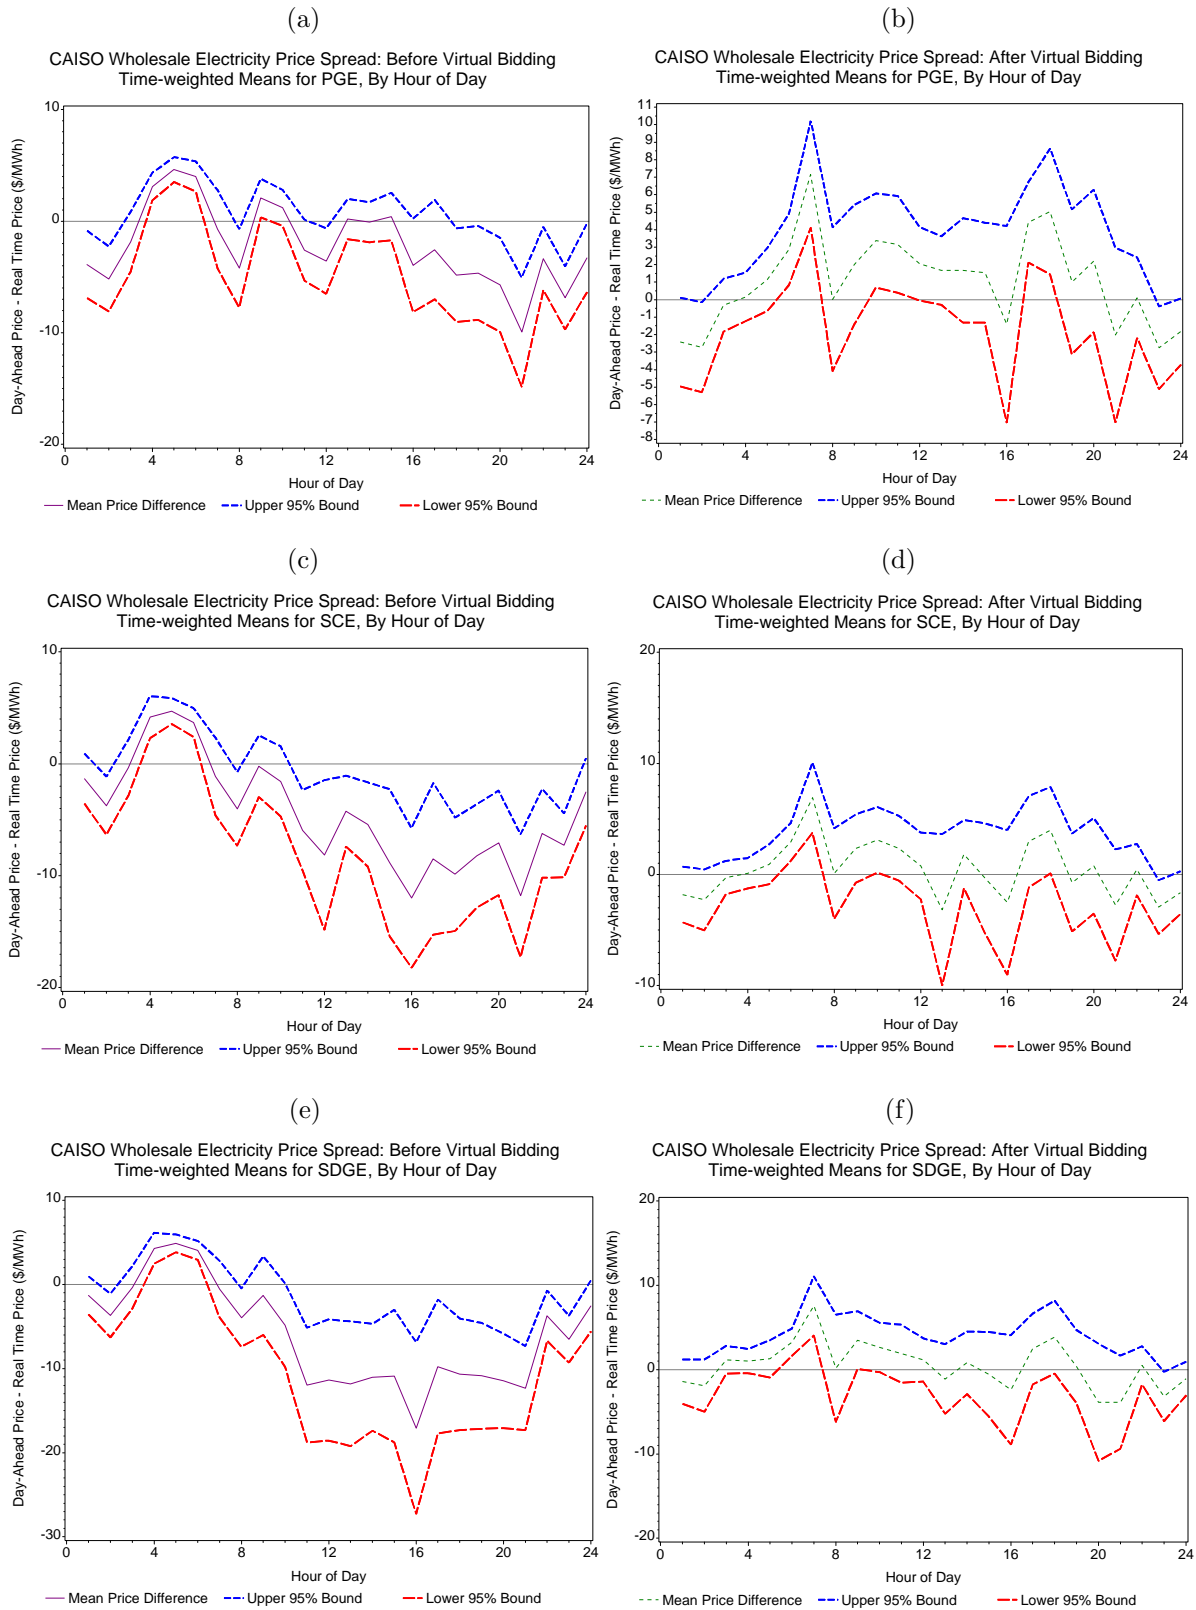 (a)
CAISO Wholesale Electricity Price Spread: Before Virtual Bidding
Time-weighted Means for PGE, By Hour of Day
Day-Ahead Price - Real Time Price ($/MWh)
10
0
-10
-20
0 4 8 12 16 20 24
Hour of Day
Mean Price Difference Upper 95% Bound Lower 95% Bound
(b)
CAISO Wholesale Electricity Price Spread: After Virtual Bidding
Time-weighted Means for PGE, By Hour of Day
Day-Ahead Price - Real Time Price ($/MWh)
11
10
9
8
7
6
5
4
3
2
1
0
-1
-2
-3
-4
-5
-6
-7
-8
0 4 8 12 16 20 24
Hour of Day
Mean Price Difference Upper 95% Bound Lower 95% Bound
(c)
CAISO Wholesale Electricity Price Spread: Before Virtual Bidding
Time-weighted Means for SCE, By Hour of Day
Day-Ahead Price - Real Time Price ($/MWh)
10
0
-10
-20
0 4 8 12 16 20 24
Hour of Day
Mean Price Difference Upper 95% Bound Lower 95% Bound
(d)
CAISO Wholesale Electricity Price Spread: After Virtual Bidding
Time-weighted Means for SCE, By Hour of Day
Day-Ahead Price - Real Time Price ($/MWh)
20
10
0
-10
0 4 8 12 16 20 24
Hour of Day
Mean Price Difference Upper 95% Bound Lower 95% Bound
(e)
CAISO Wholesale Electricity Price Spread: Before Virtual Bidding
Time-weighted Means for SDGE, By Hour of Day
Day-Ahead Price - Real Time Price ($/MWh)
10
0
-10
-20
-30
0 4 8 12 16 20 24
Hour of Day
Mean Price Difference Upper 95% Bound Lower 95% Bound
(f)
CAISO Wholesale Electricity Price Spread: After Virtual Bidding
Time-weighted Means for SDGE, By Hour of Day
Day-Ahead Price - Real Time Price ($/MWh)
20
10
0
-10
-20
0 4 8 12 16 20 24
Hour of Day
Mean Price Difference Upper 95% Bound Lower 95% Bound